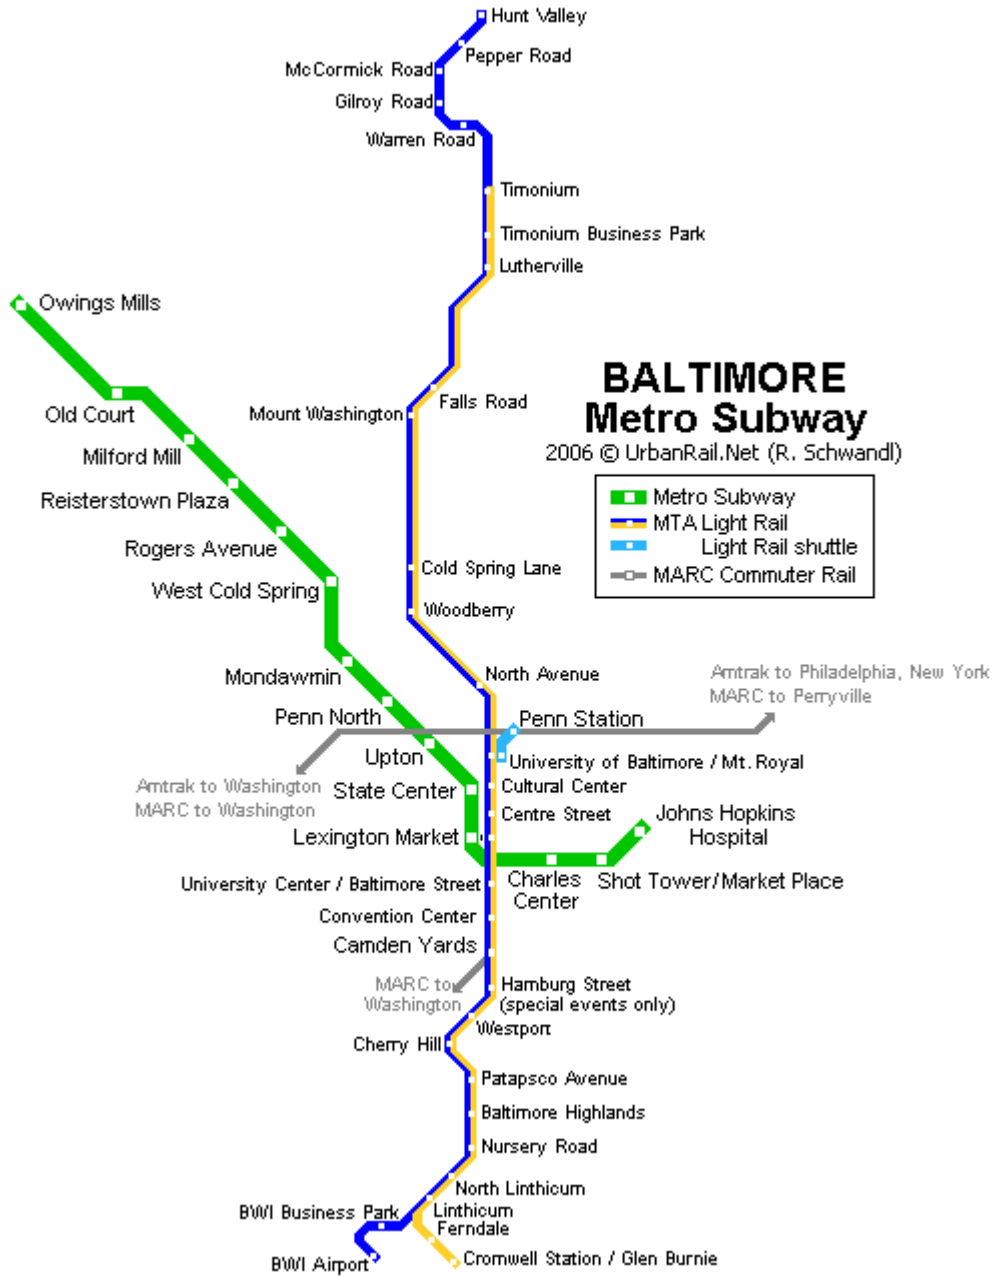 Hunt Valley
Pepper Road
McCormick Road
Gilroy Road
Warren Road
Timonium
Timonium Business Park
Lutherville
Owings Mills
Old Court
Milford Mill
Reisterstown Plaza
Rogers Avenue
West Cold Spring
Mondawmin
Penn North
Upton
State Center
Lexington Market
Falls Road
Mount Washington
Cold Spring Lane
Woodberry
North Avenue
BALTIMORE
Metro Subway
2006 © UrbanRail.Net (R. Schwandl)
Metro Subway
MTA Light Rail
Light Rail shuttle
MARC Commuter Rail
Amtrak to Philadelphia, New York
MARC to Perryville
Penn Station
Amtrak to Washington
MARC to Washington
University of Baltimore / Mt. Royal
Cultural Center
Centre Street
Johns Hopkins
Hospital
Charles
Center
Shot Tower/Market Place
University Center / Baltimore Street
Convention Center
Camden Yards
MARC to
Washington
Hamburg Street
(special events only)
Westport
Cherry Hill
Patapsco Avenue
Baltimore Highlands
Nursery Road
North Linthicum
Linthicum
Ferndale
BWI Business Park
BWI Airport
Cromwell Station / Glen Burnie